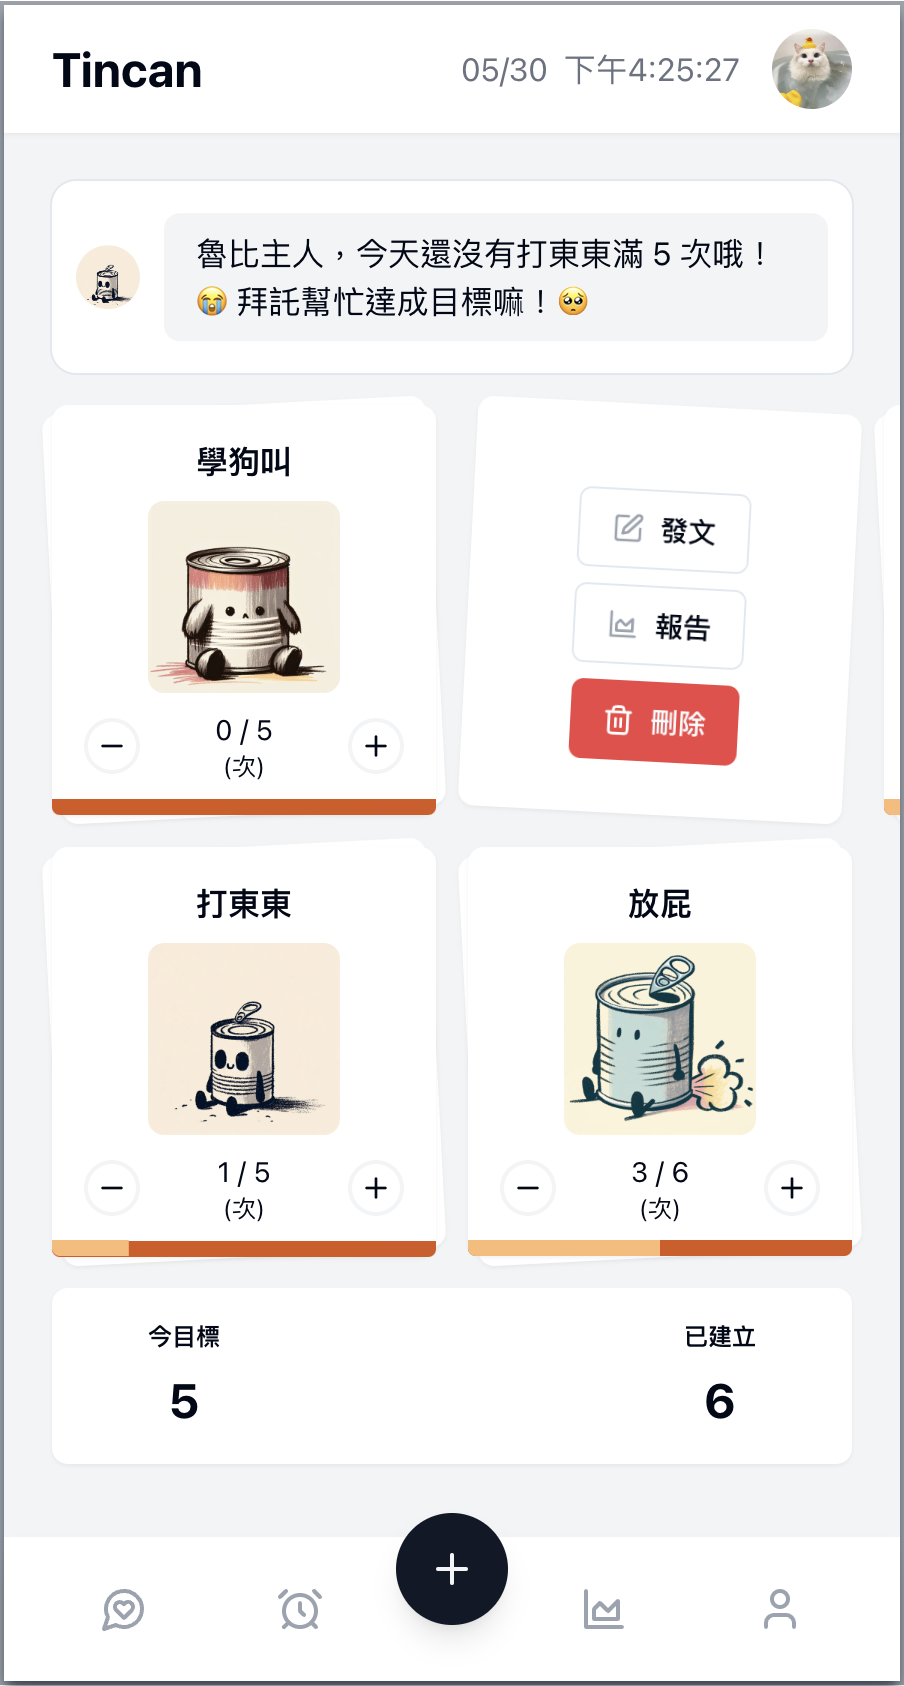 Tincan
05/30 下午4:25:27
魯比主人，今天還沒有打東東滿 5 次哦！
😭 拜託幫忙達成目標嘛！🥺
學狗叫
0 / 5
(次)
發文
報告
刪除
打東東
1 / 5
(次)
放屁
3 / 6
(次)
今目標
5
已建立
6